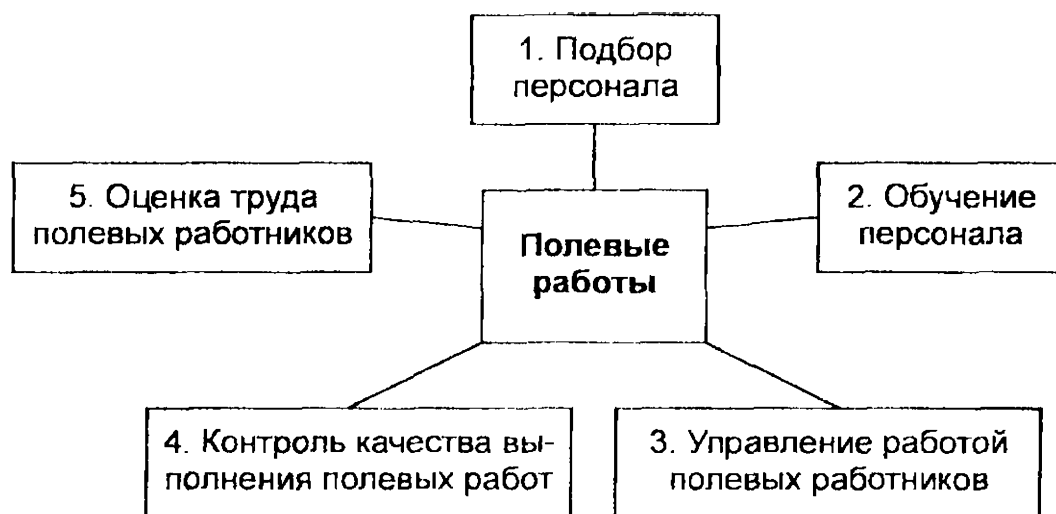 1. Подбор
персонала
5. Оценка труда
полевых работников
Полевые
работы
2. Обучение
персонала
4. Контроль качества вы-
полнения полевых работ
3. Управление работой
полевых работников